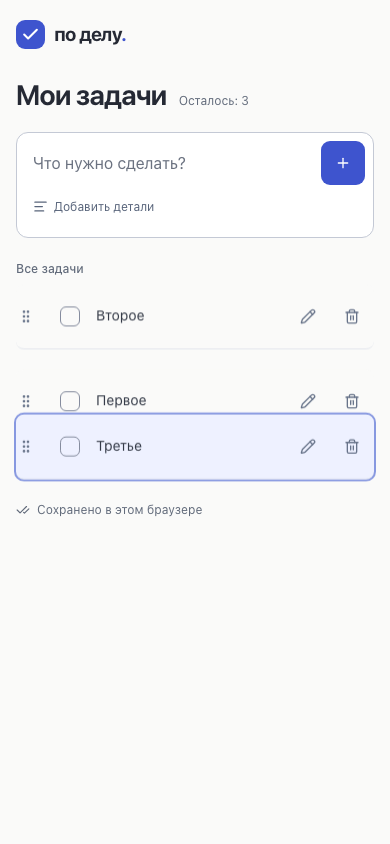 по делу.
Мои задачи Осталось: 3
Что нужно сделать?
+
Добавить детали
Все задачи
Второе
Первое
Третье
Сохранено в этом браузере